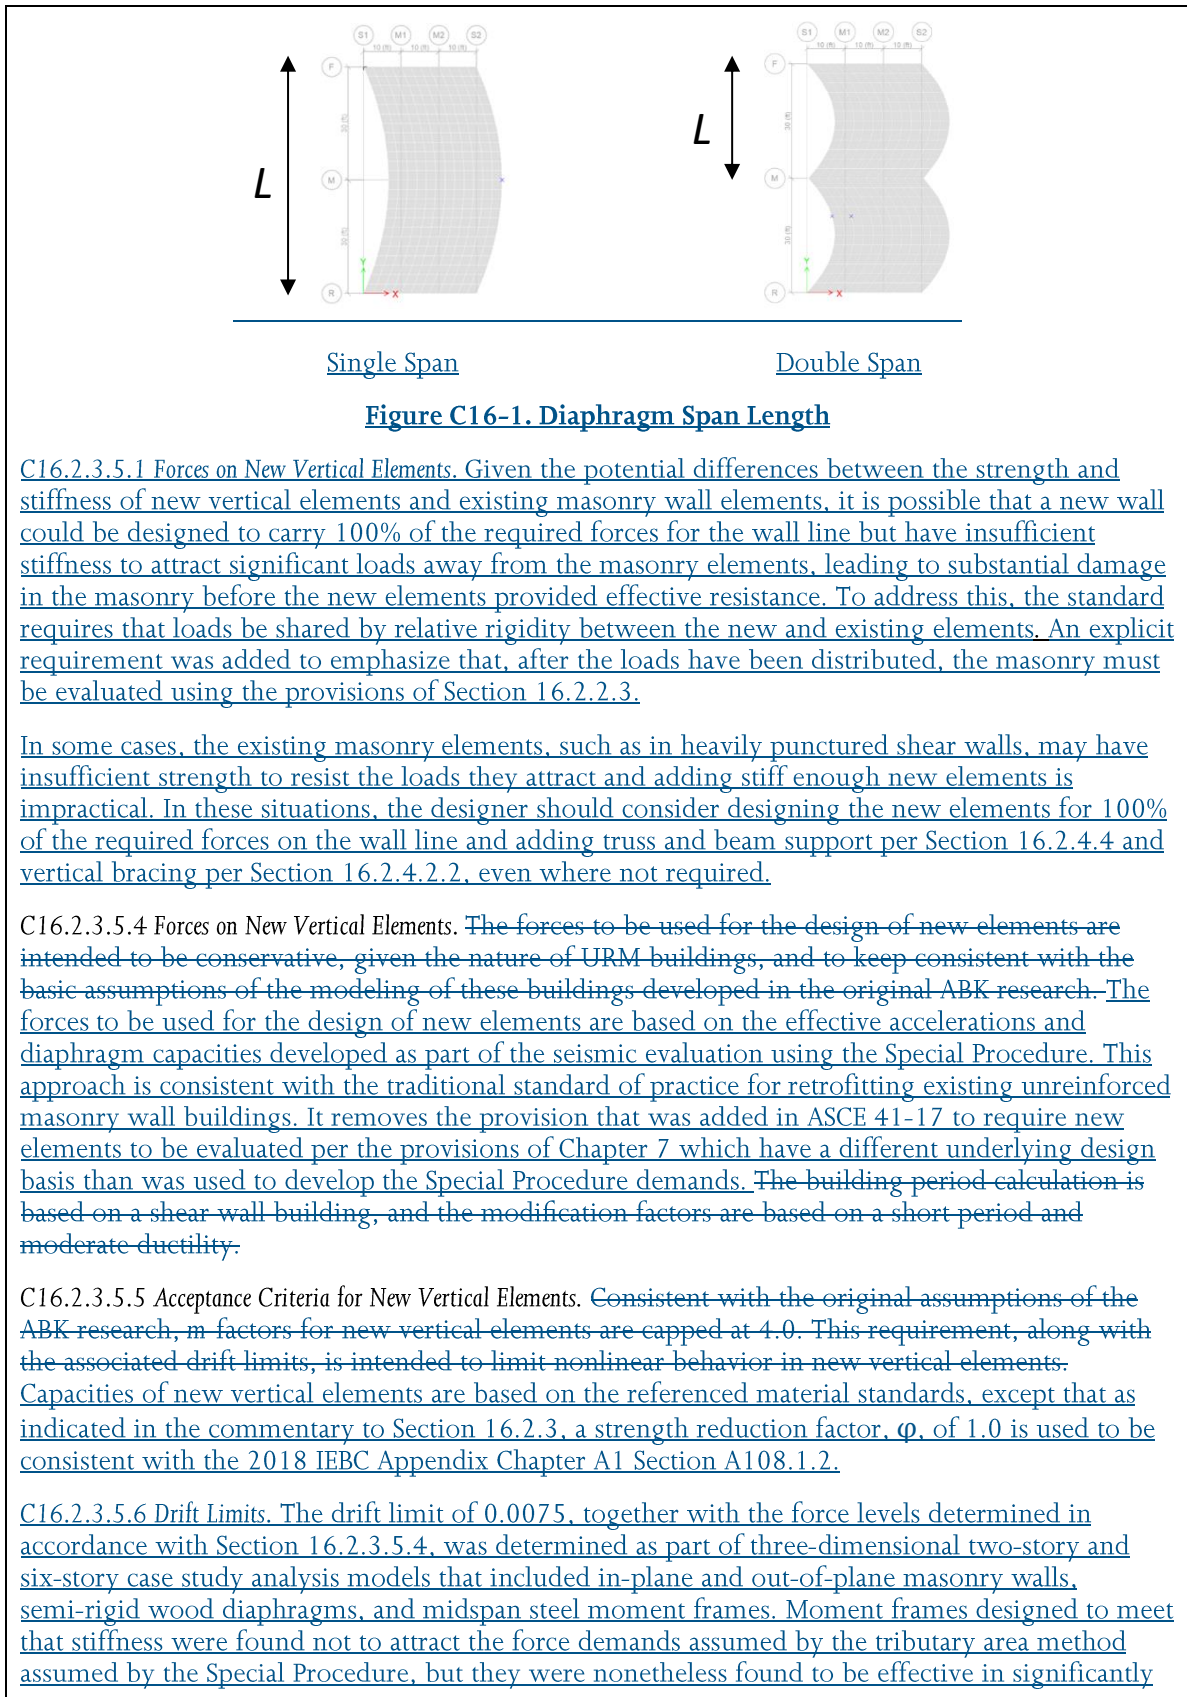 S1 M1 M2 S2
10 (ft) 10 (ft) 10 (ft)
F
30 (ft)
L
M
30 (ft)
Y
R
X
S1 M1 M2 S2
10 (ft) 10 (ft) 10 (ft)
F
30 (ft)
L
M
30 (ft)
Y
R
X
Single Span Double Span
Figure C16-1. Diaphragm Span Length
C16.2.3.5.1 Forces on New Vertical Elements. Given the potential differences between the strength and
stiffness of new vertical elements and existing masonry wall elements, it is possible that a new wall
could be designed to carry 100% of the required forces for the wall line but have insufficient
stiffness to attract significant loads away from the masonry elements, leading to substantial damage
in the masonry before the new elements provided effective resistance. To address this, the standard
requires that loads be shared by relative rigidity between the new and existing elements. An explicit
requirement was added to emphasize that, after the loads have been distributed, the masonry must
be evaluated using the provisions of Section 16.2.2.3.
In some cases, the existing masonry elements, such as in heavily punctured shear walls, may have
insufficient strength to resist the loads they attract and adding stiff enough new elements is
impractical. In these situations, the designer should consider designing the new elements for 100%
of the required forces on the wall line and adding truss and beam support per Section 16.2.4.4 and
vertical bracing per Section 16.2.4.2.2, even where not required.
C16.2.3.5.4 Forces on New Vertical Elements. The forces to be used for the design of new elements are
intended to be conservative, given the nature of URM buildings, and to keep consistent with the
basic assumptions of the modeling of these buildings developed in the original ABK research. The
forces to be used for the design of new elements are based on the effective accelerations and
diaphragm capacities developed as part of the seismic evaluation using the Special Procedure. This
approach is consistent with the traditional standard of practice for retrofitting existing unreinforced
masonry wall buildings. It removes the provision that was added in ASCE 41-17 to require new
elements to be evaluated per the provisions of Chapter 7 which have a different underlying design
basis than was used to develop the Special Procedure demands. The building period calculation is
based on a shear wall building, and the modification factors are based on a short period and
moderate ductility.
C16.2.3.5.5 Acceptance Criteria for New Vertical Elements. Consistent with the original assumptions of the
ABK research, m-factors for new vertical elements are capped at 4.0. This requirement, along with
the associated drift limits, is intended to limit nonlinear behavior in new vertical elements.
Capacities of new vertical elements are based on the referenced material standards, except that as
indicated in the commentary to Section 16.2.3, a strength reduction factor, φ, of 1.0 is used to be
consistent with the 2018 IEBC Appendix Chapter A1 Section A108.1.2.
C16.2.3.5.6 Drift Limits. The drift limit of 0.0075, together with the force levels determined in
accordance with Section 16.2.3.5.4, was determined as part of three-dimensional two-story and
six-story case study analysis models that included in-plane and out-of-plane masonry walls,
semi-rigid wood diaphragms, and midspan steel moment frames. Moment frames designed to meet
that stiffness were found not to attract the force demands assumed by the tributary area method
assumed by the Special Procedure, but they were nonetheless found to be effective in significantly